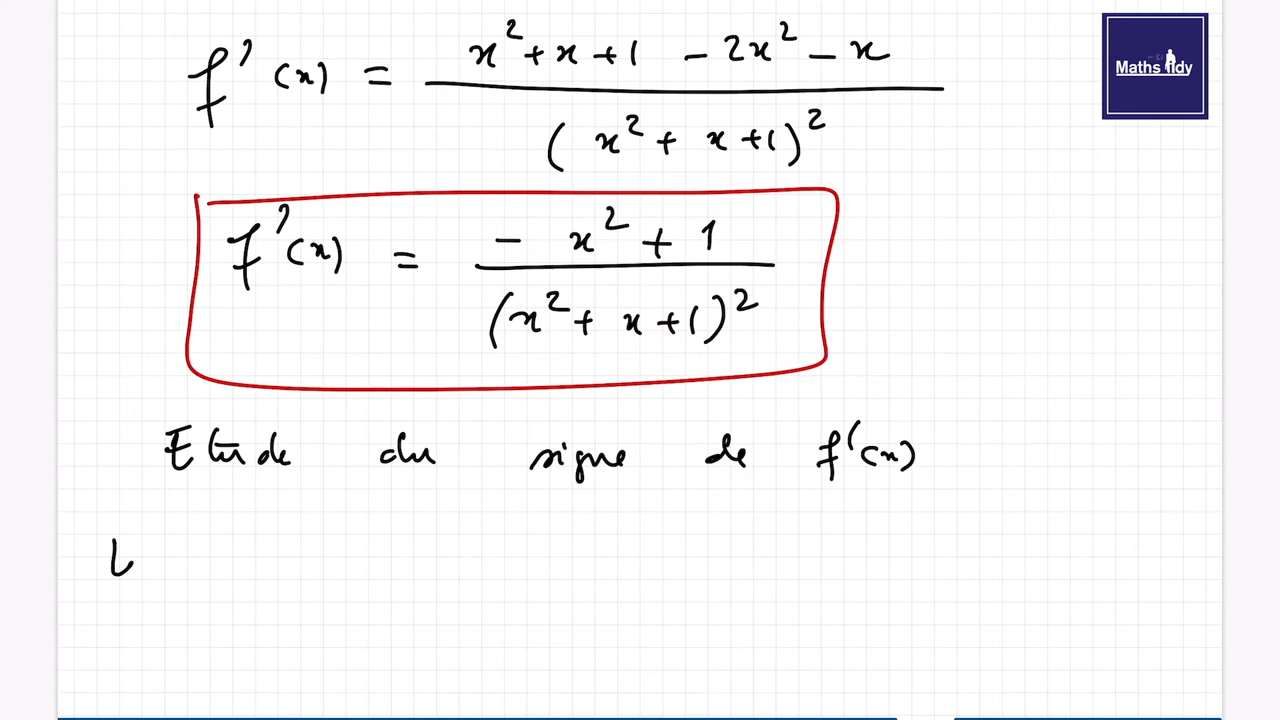 f'(x) = (x² + x + 1 - 2x² - x) / (x² + x + 1)²
Maths
f'(x) = (- x² + 1) / (x² + x + 1)²
Etude du signe de f'(x)
L